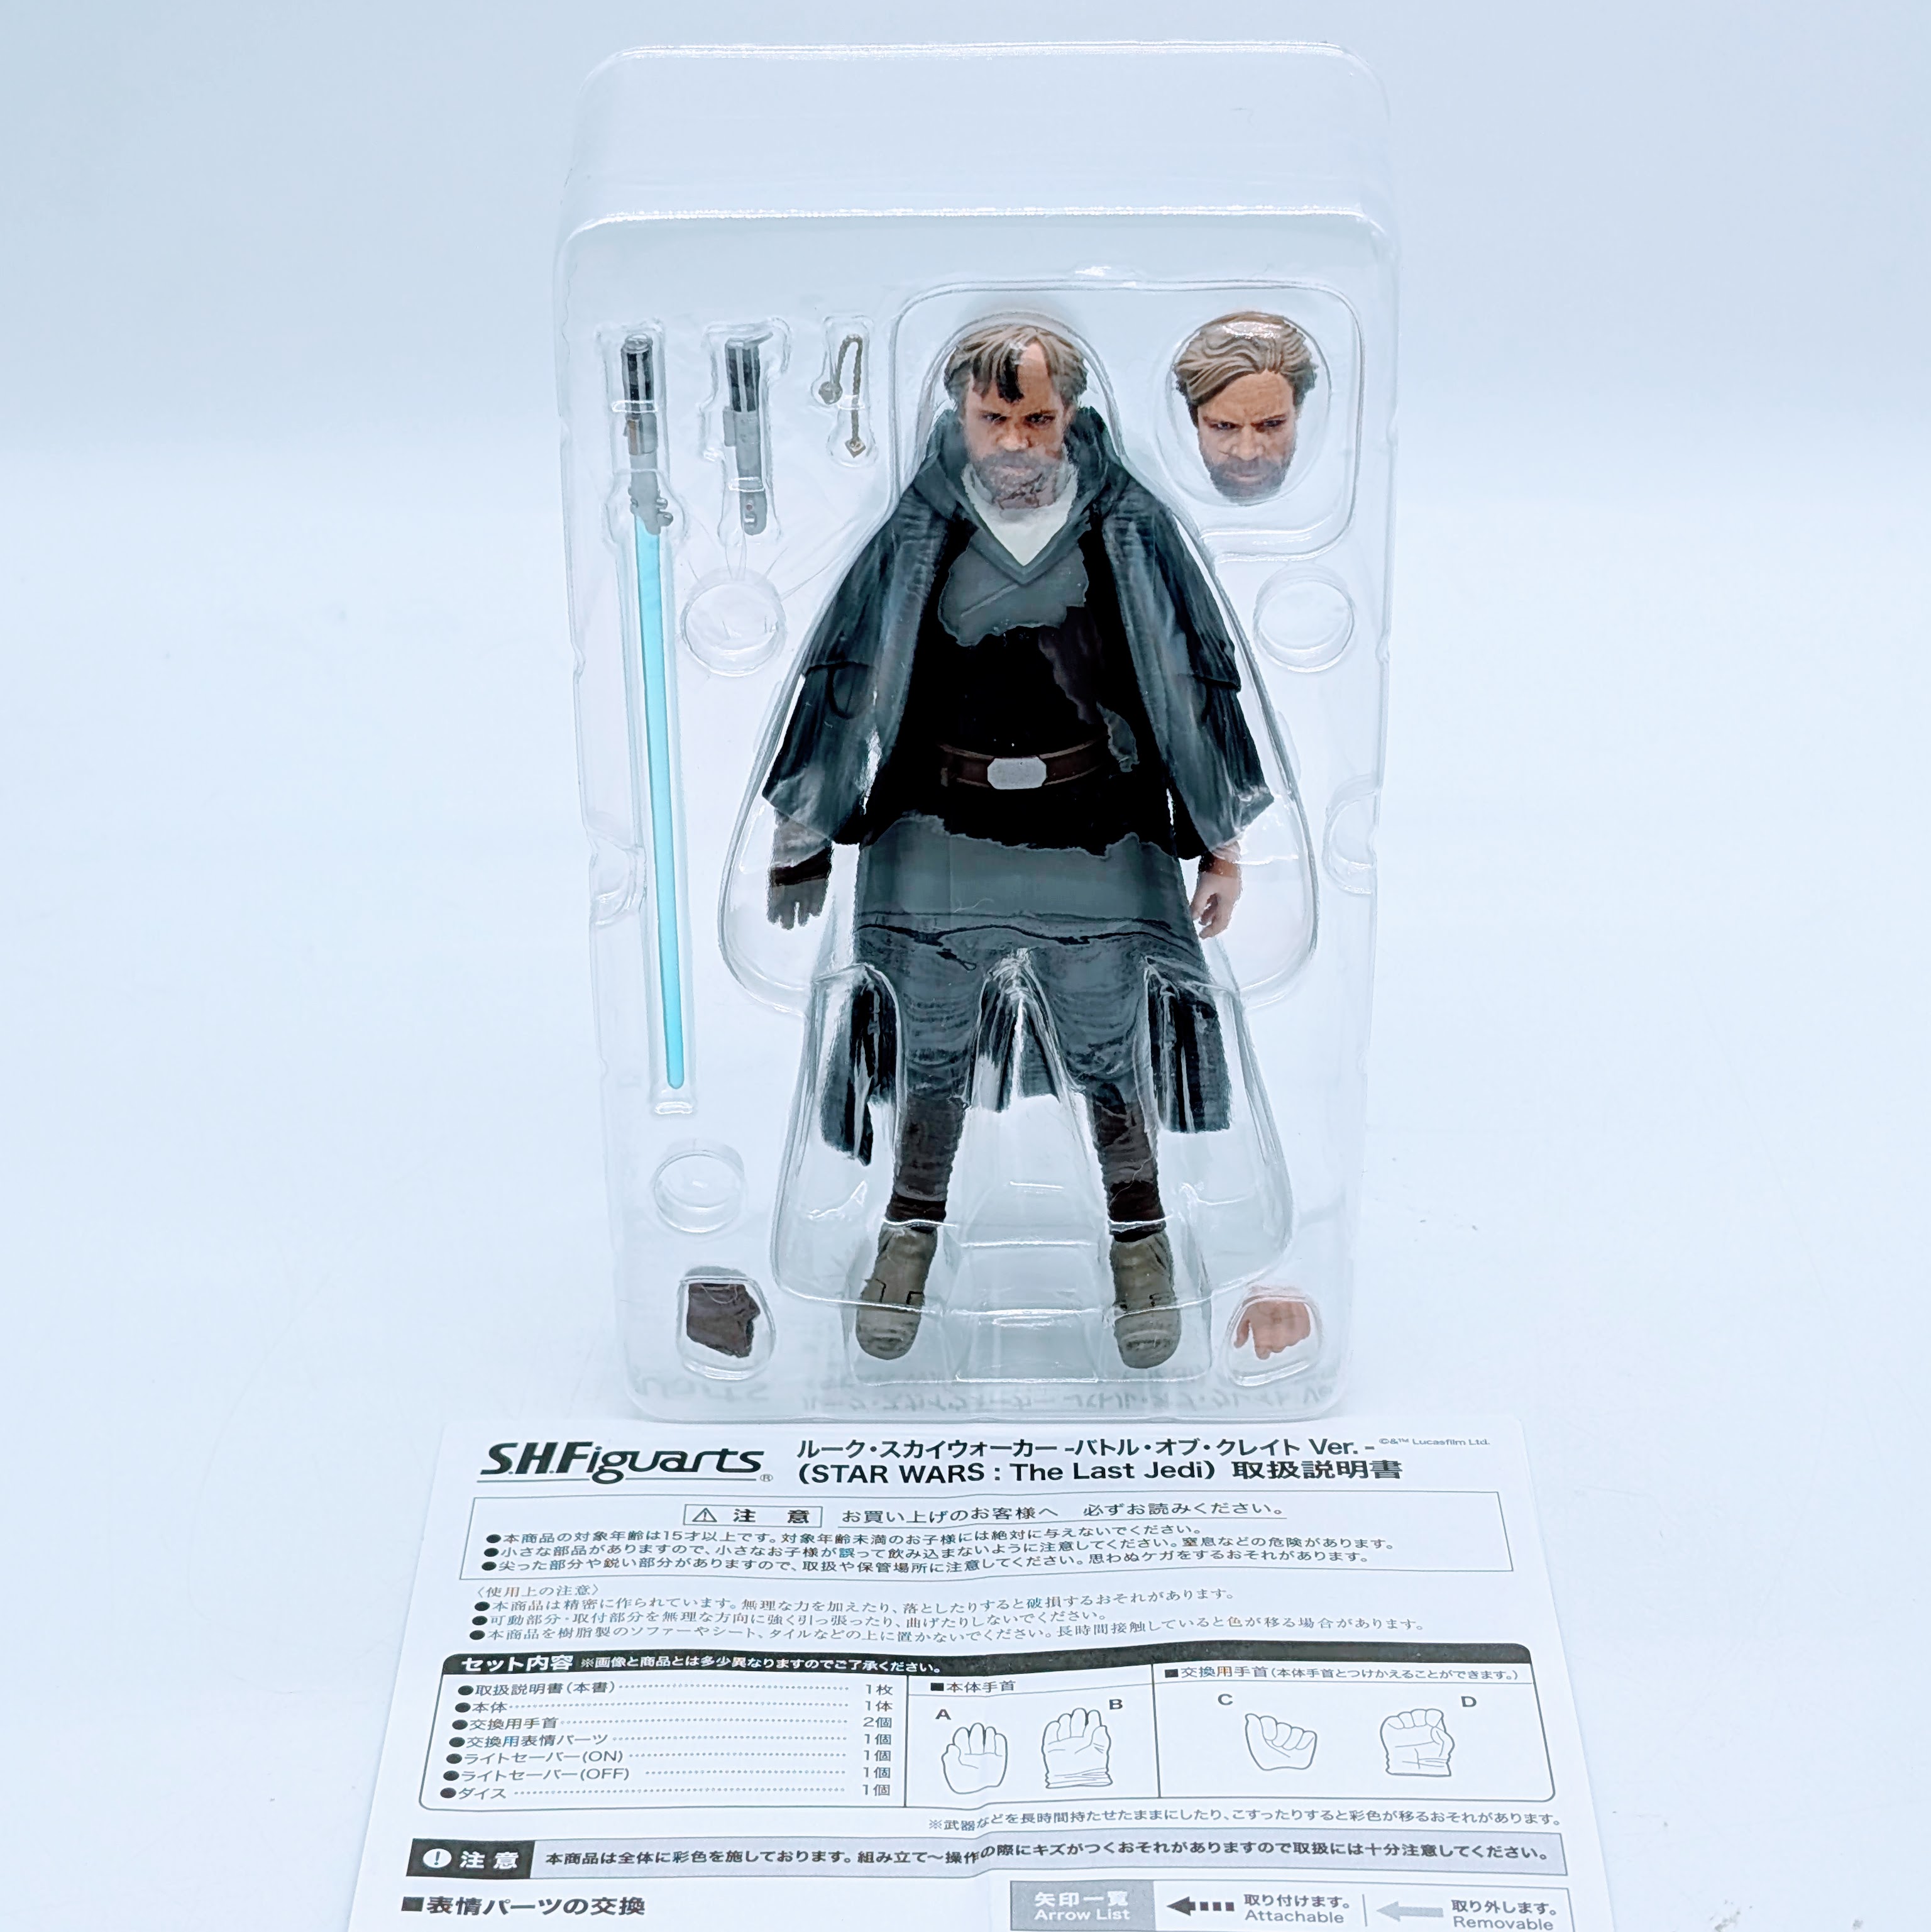 S.H.Figuarts®
ルーク・スカイウォーカー -バトル・オブ・クレイト Ver. - ©&™ Lucasfilm Ltd.
(STAR WARS : The Last Jedi) 取扱説明書
⚠ 注 意 お買い上げのお客様へ 必ずお読みください。
●本商品の対象年齢は15才以上です。対象年齢未満のお子様には絶対に与えないでください。
●小さな部品がありますので、小さなお子様が誤って飲み込まないように注意してください。窒息などの危険があります。
●尖った部分や鋭い部分がありますので、取扱や保管場所に注意してください。思わぬケガをするおそれがあります。
〈使用上の注意〉
●本商品は精密に作られています。無理な力を加えたり、落としたりすると破損するおそれがあります。
●可動部分・取付部分を無理な方向に強く引っ張ったり、曲げたりしないでください。
●本商品を樹脂製のソファーやシート、タイルなどの上に置かないでください。長時間接触していると色が移る場合があります。
セット内容 ※画像と商品とは多少異なりますのでご了承ください。
●取扱説明書(本書) 1枚
●本体 1体
●交換用手首 2個
●交換用表情パーツ 1個
●ライトセーバー(ON) 1個
●ライトセーバー(OFF) 1個
●ダイス 1個
■本体手首
A B
■交換用手首(本体手首とつけかえることができます。)
C D
※武器などを長時間持たせたままにしたり、こすったりすると彩色が移るおそれがあります。
! 注 意 本商品は全体に彩色を施しております。組み立て〜操作の際にキズがつくおそれがありますので取扱には十分注意してください。
■表情パーツの交換
矢印一覧
Arrow List
取り付けます。
Attachable
取り外します。
Removable